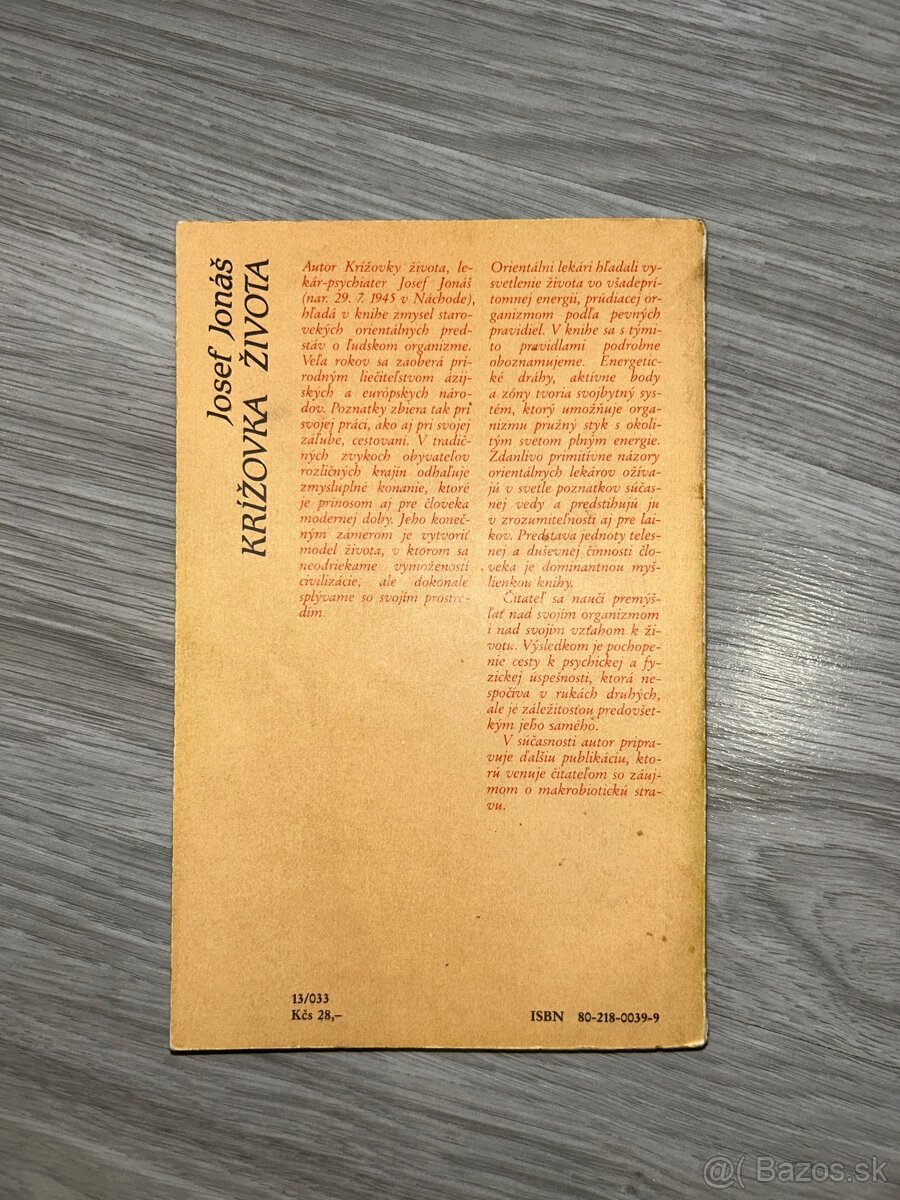 Josef Jonáš
KRÍŽOVKA ŽIVOTA
Autor Krížovky života, le-
kár-psychiater Josef Jonáš
(nar. 29. 7. 1945 v Náchode),
hľadá v knihe zmysel staro-
vekých orientálnych pred-
stáv o ľudskom organizme.
Veľa rokov sa zaoberá prí-
rodným liečiteľstvom ázij-
ských a európskych náro-
dov. Poznatky zbiera tak pri
svojej práci, ako aj pri svojej
záľube, cestovaní. V tradič-
ných zvykoch obyvateľov
rozličných krajín odhaľuje
zmysluplné konanie, ktoré
je prínosom aj pre človeka
modernej doby. Jeho koneč-
ným zámerom je vytvoriť
model života, v ktorom sa
neodriekame vymožeností
civilizácie, ale dokonale
splývame so svojím prostre-
dím.
Orientálni lekári hľadali vy-
svetlenie života vo všadeprí-
tomnej energii, prúdiacej or-
ganizmom podľa pevných
pravidiel. V knihe sa s tými-
to pravidlami podrobne
oboznamujeme. Energetic-
ké dráhy, aktívne body
a zóny tvoria svojbytný sys-
tém, ktorý umožňuje orga-
nizmu pružný styk s okoli-
tým svetom plným energie.
Zdanlivo primitívne názory
orientálnych lekárov ožíva-
jú v svetle poznatkov súčas-
nej vedy a predstihujú ju
v zrozumiteľnosti aj pre lai-
kov. Predstava jednoty teles-
nej a duševnej činnosti člo-
veka je dominantnou myš-
lienkou knihy.
Čitateľ sa naučí premýš-
ľať nad svojím organizmom
i nad svojím vzťahom k ži-
votu. Výsledkom je pochope-
nie cesty k psychickej a fy-
zickej úspešnosti, ktorá ne-
spočíva v rukách druhých,
ale je záležitosťou predovšet-
kým jeho samého.
V súčasnosti autor pripra-
vuje ďalšiu publikáciu, kto-
rú venuje čitateľom so záuj-
mom o makrobiotickú stra-
vu.
13/033
Kčs 28,–
ISBN 80-218-0039-9
@( Bazos.sk